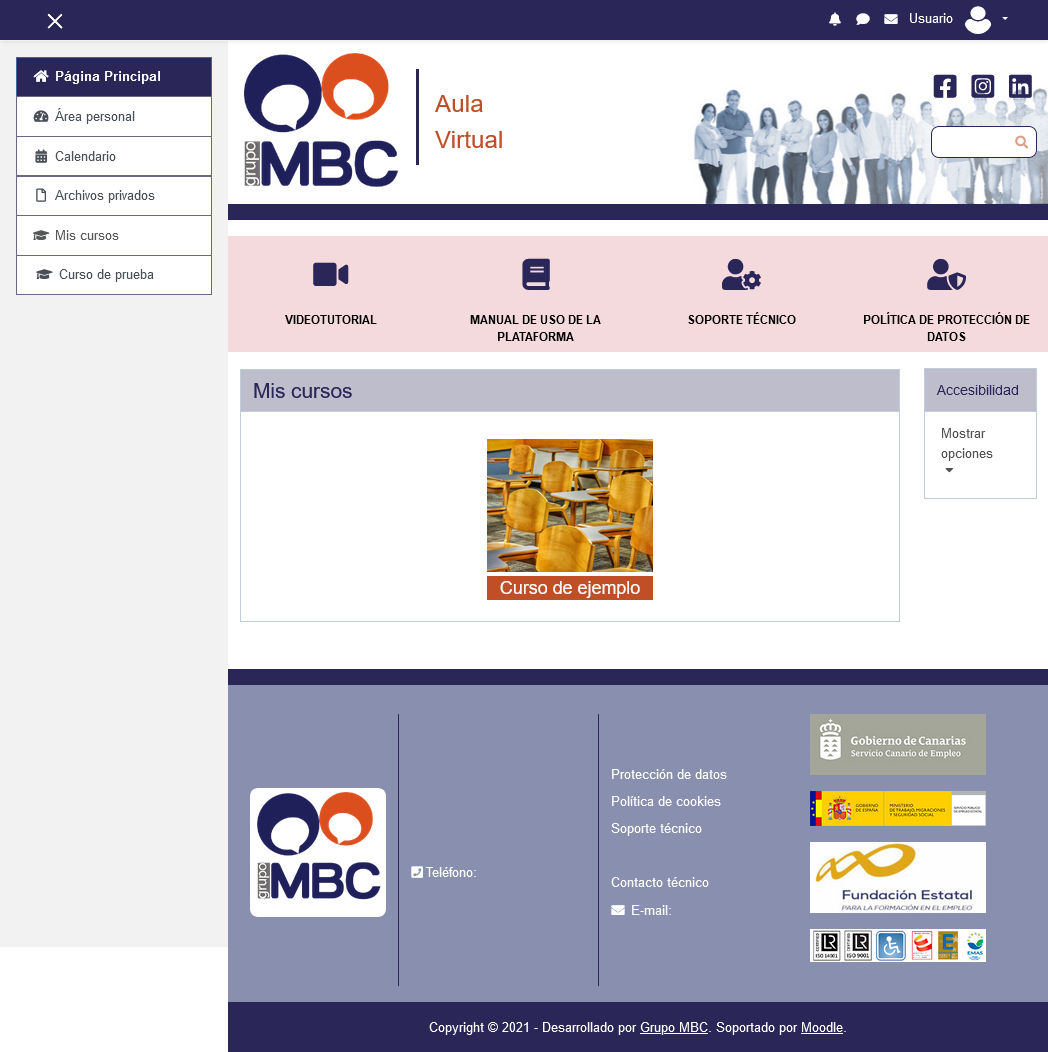 Usuario
Página Principal
Área personal
Calendario
Archivos privados
Mis cursos
Curso de prueba
grupo
MBC
Aula
Virtual
VIDEOTUTORIAL
MANUAL DE USO DE LA
PLATAFORMA
SOPORTE TÉCNICO
POLÍTICA DE PROTECCIÓN DE
DATOS
Mis cursos
Curso de ejemplo
Accesibilidad
Mostrar
opciones
grupo
MBC
Teléfono:
Protección de datos
Política de cookies
Soporte técnico
Contacto técnico
E-mail:
Gobierno de Canarias
Servicio Canario de Empleo
GOBIERNO
DE ESPAÑA
MINISTERIO
DE TRABAJO, MIGRACIONES
Y SEGURIDAD SOCIAL
SERVICIO PÚBLICO
DE EMPLEO ESTATAL
Fundación Estatal
PARA LA FORMACIÓN EN EL EMPLEO
ISO 14001
ISO 9001
EMAS
Copyright © 2021 - Desarrollado por Grupo MBC. Soportado por Moodle.